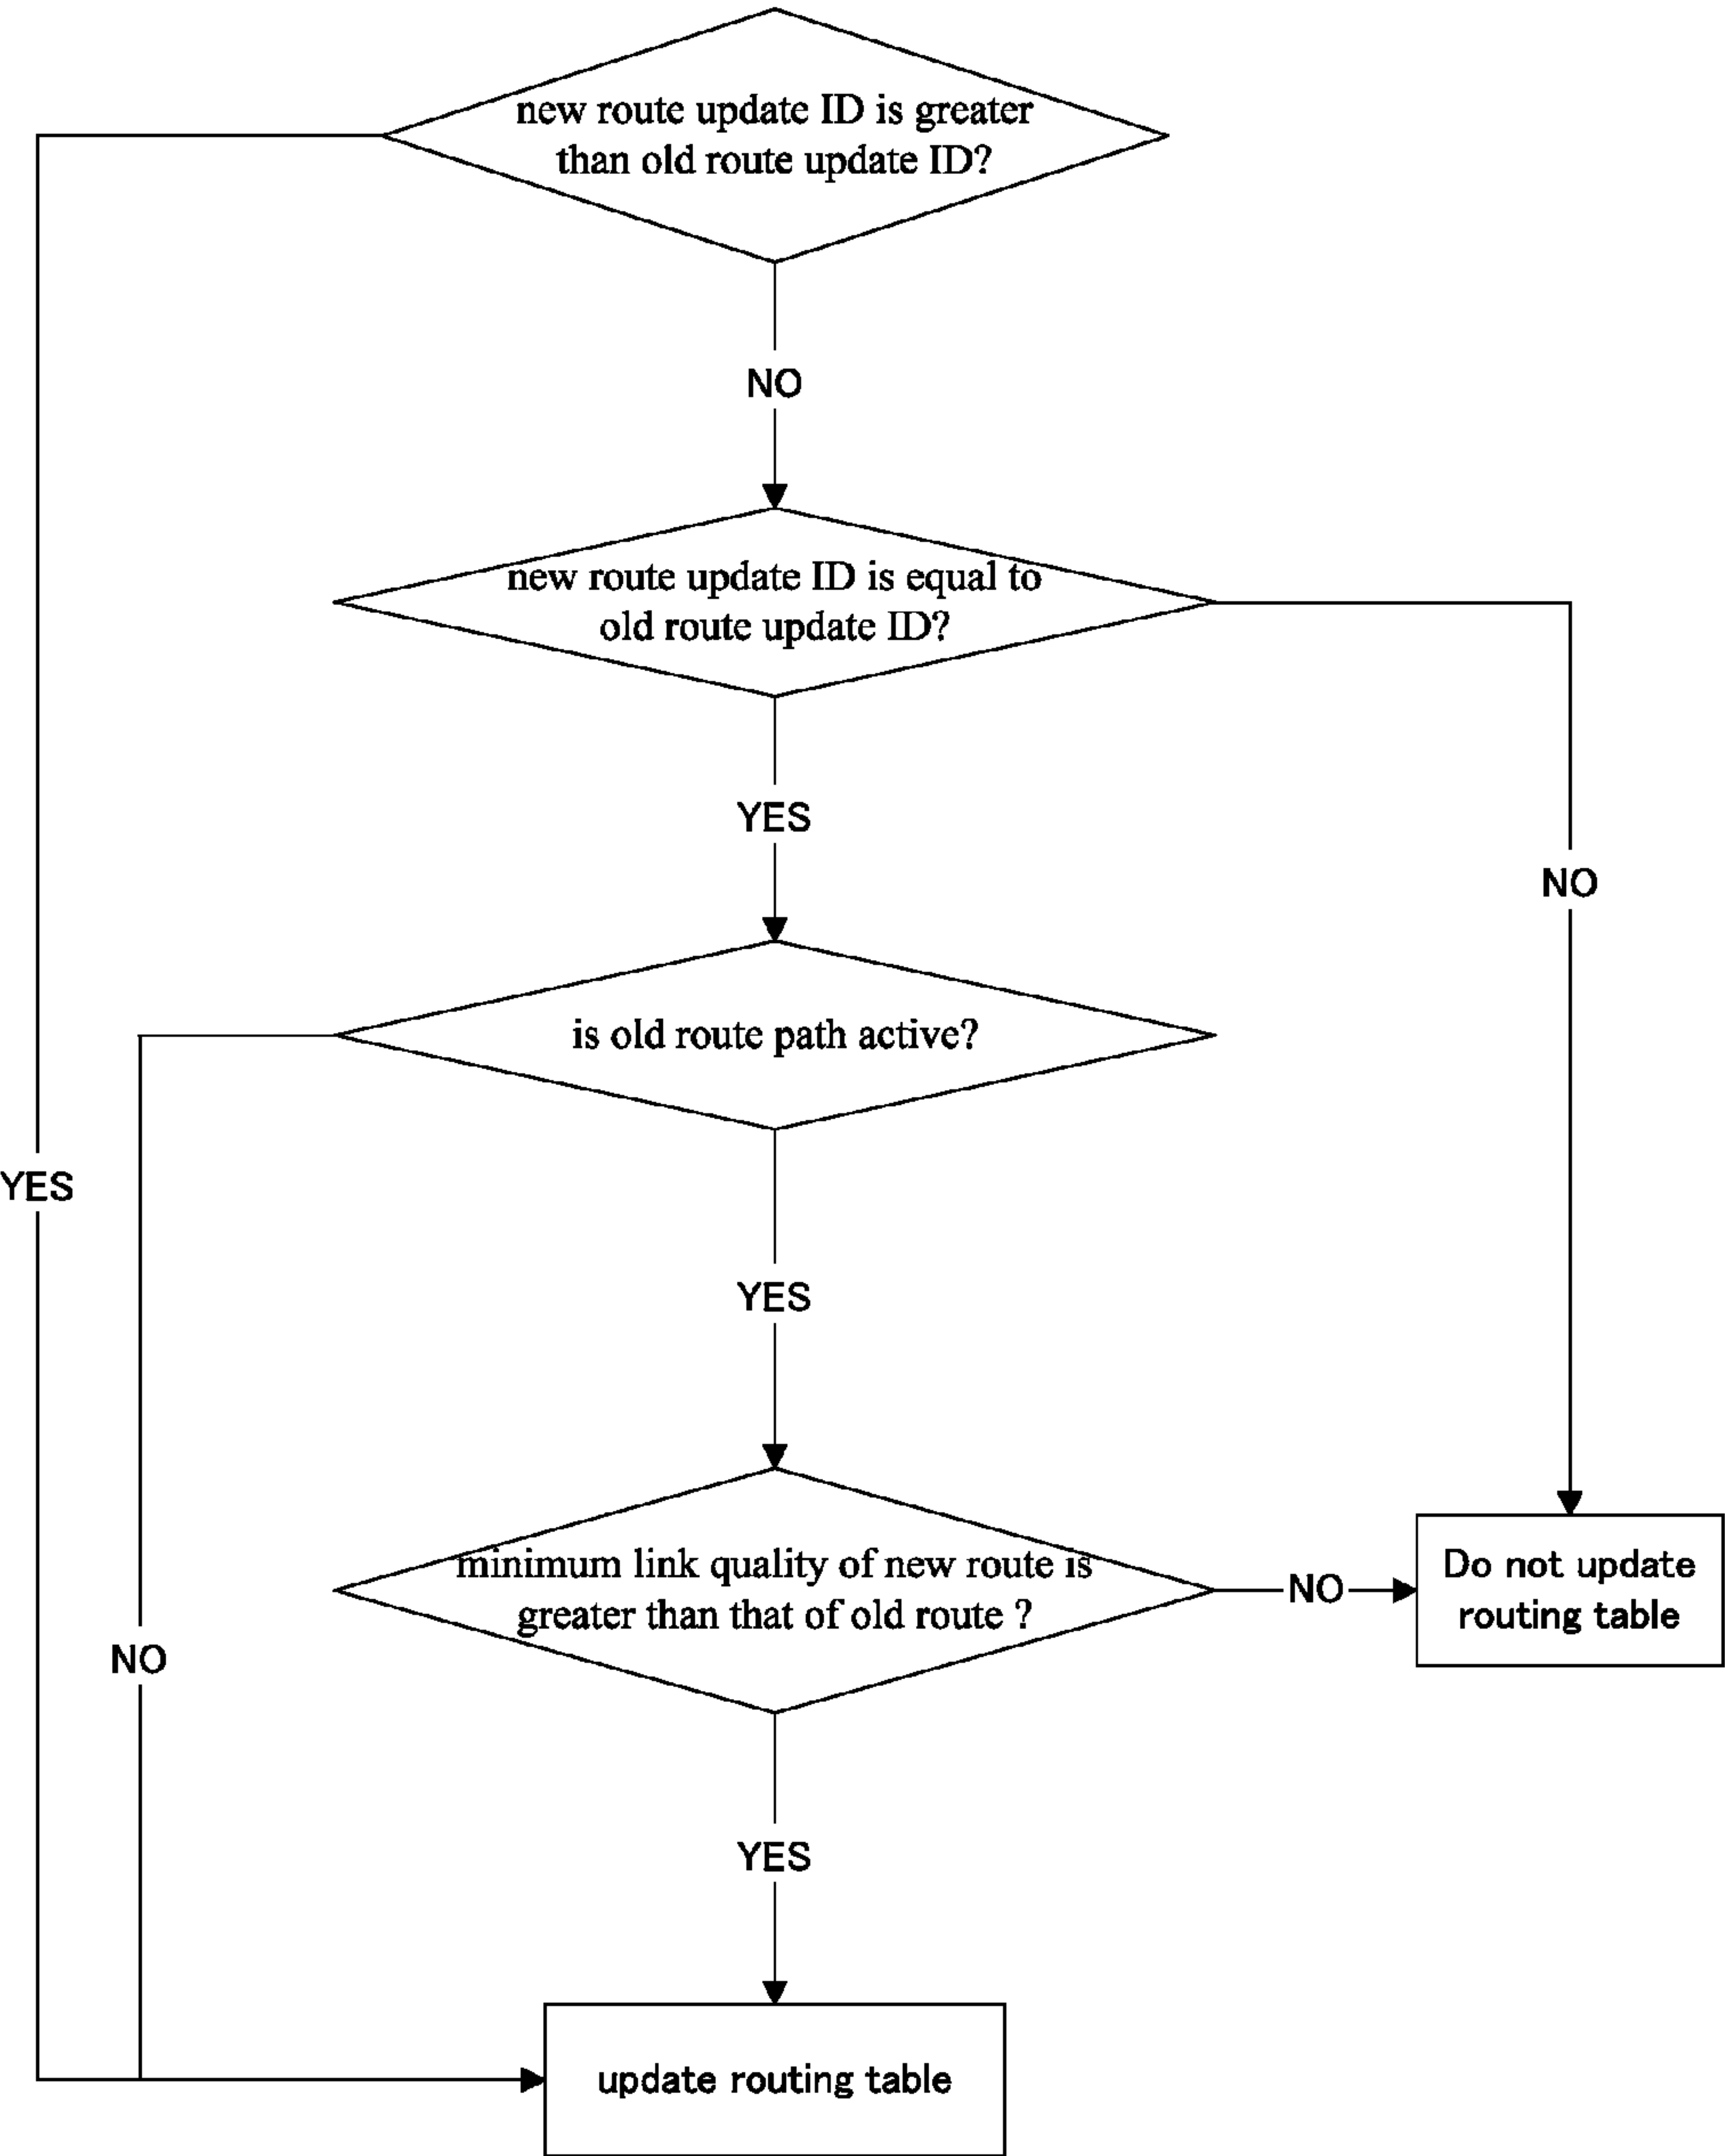 new route update ID is greater
than old route update ID?
NO
new route update ID is equal to
old route update ID?
YES
NO
is old route path active?
YES
YES
minimum link quality of new route is
greater than that of old route ?
NO
Do not update
routing table
NO
YES
update routing table